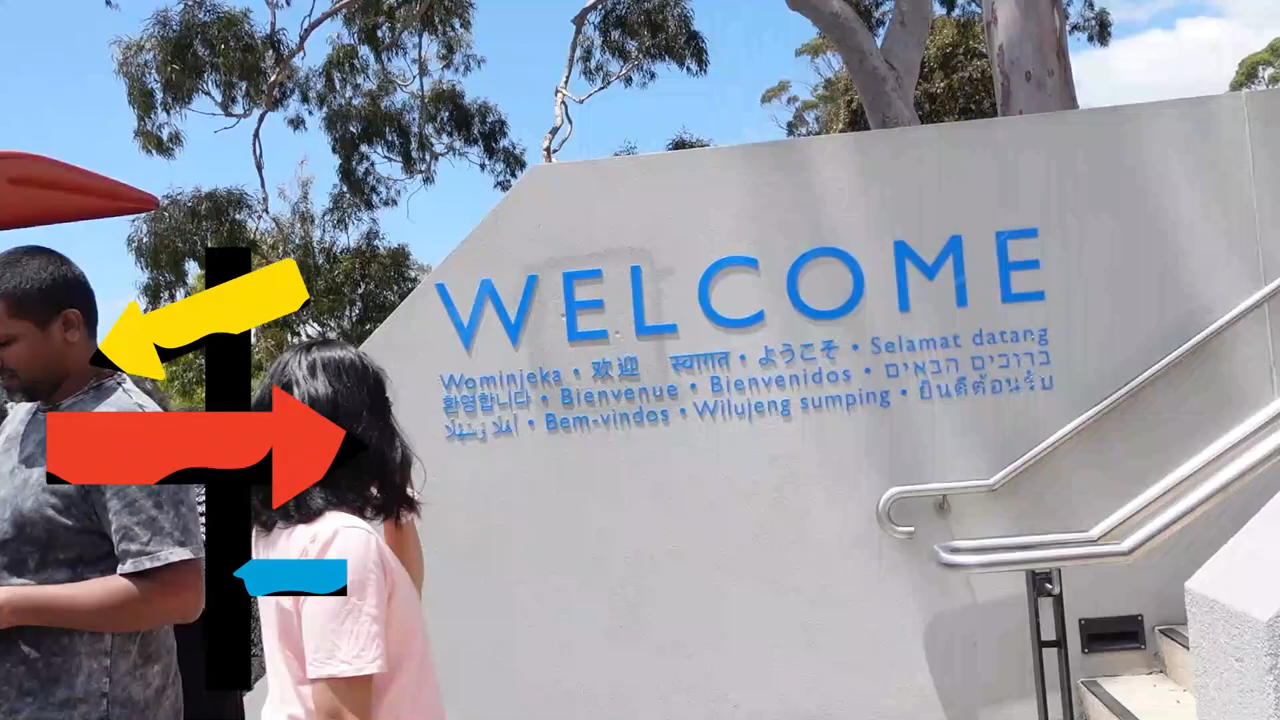 WELCOME
Wominjeka • 欢迎 स्वागत • ようこそ • Selamat datang
환영합니다 • Bienvenue • Bienvenidos • ברוכים הבאים
أهلا وسهلا • Bem-vindos • Wilujeng sumping • ยินดีต้อนรับ